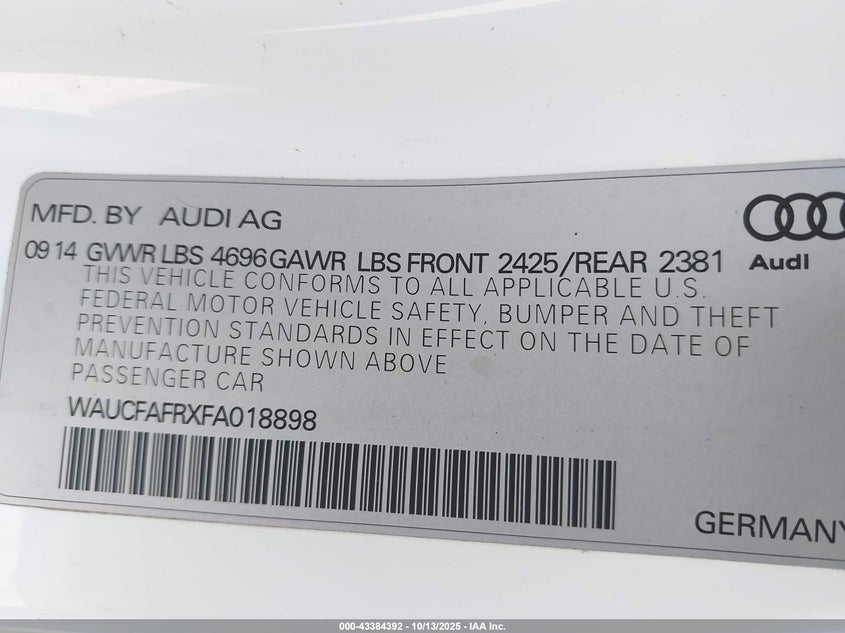 MFD. BY AUDI AG
09 14 GVWR LBS 4696 GAWR LBS FRONT 2425/REAR 2381
Audi
THIS VEHICLE CONFORMS TO ALL APPLICABLE U.S.
FEDERAL MOTOR VEHICLE SAFETY, BUMPER AND THEFT
PREVENTION STANDARDS IN EFFECT ON THE DATE OF
MANUFACTURE SHOWN ABOVE
PASSENGER CAR
WAUCFAFRXFA018898
GERMANY
000-43384392 - 10/13/2025 - IAA Inc.